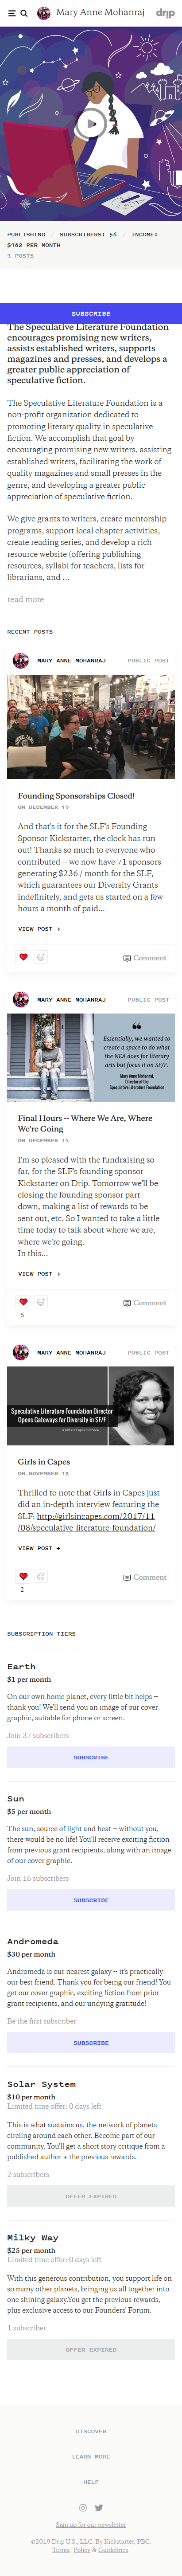 Mary Anne Mohanraj
drip
PUBLISHING / SUBSCRIBERS: 56 / INCOME:
$162 PER MONTH
5 POSTS
SUBSCRIBE
The Speculative Literature Foundation
encourages promising new writers,
assists established writers, supports
magazines and presses, and develops a
greater public appreciation of
speculative fiction.
The Speculative Literature Foundation is a
non-profit organization dedicated to
promoting literary quality in speculative
fiction. We accomplish that goal by
encouraging promising new writers, assisting
established writers, facilitating the work of
quality magazines and small presses in the
genre, and developing a greater public
appreciation of speculative fiction.
We give grants to writers, create mentorship
programs, support local chapter activities,
create reading series, and develop a rich
resource website (offering publishing
resources, syllabi for teachers, lists for
librarians, and ...
read more
RECENT POSTS
MARY ANNE MOHANRAJ PUBLIC POST
Founding Sponsorships Closed!
ON DECEMBER 15
And that's it for the SLF's Founding
Sponsor Kickstarter, the clock has run
out! Thanks so much to everyone who
contributed -- we now have 71 sponsors
generating $236 / month for the SLF,
which guarantees our Diversity Grants
indefinitely, and gets us started on a few
hours a month of paid...
VIEW POST →
Comment
MARY ANNE MOHANRAJ PUBLIC POST
Essentially, we wanted to
create a space to do what
the NEA does for literary
arts but focus it on SF/F.
Mary Anne Mohanraj,
Director of the
Speculative Literature Foundation
Final Hours -- Where We Are, Where
We're Going
ON DECEMBER 14
I'm so pleased with the fundraising so
far, for the SLF's founding sponsor
Kickstarter on Drip. Tomorrow we'll be
closing the founding sponsor part
down, making a list of rewards to be
sent out, etc. So I wanted to take a little
time today to talk about where we are,
where we're going.
In this...
VIEW POST →
Comment
5
MARY ANNE MOHANRAJ PUBLIC POST
Speculative Literature Foundation Director
Opens Gateways for Diversity in SF/F
Girls in Capes
ON NOVEMBER 15
Thrilled to note that Girls in Capes just
did an in-depth interview featuring the
SLF: http://girlsincapes.com/2017/11
/08/speculative-literature-foundation/
VIEW POST →
Comment
2
SUBSCRIPTION TIERS
Earth
$1 per month
On our own home planet, every little bit helps --
thank you! We'll send you an image of our cover
graphic, suitable for phone or screen.
Join 37 subscribers
SUBSCRIBE
Sun
$5 per month
The sun, source of light and heat -- without you,
there would be no life! You'll receive exciting fiction
from previous grant recipients, along with an image
of our cover graphic.
Join 16 subscribers
SUBSCRIBE
Andromeda
$30 per month
Andromeda is our nearest galaxy -- it's practically
our best friend. Thank you for being our friend! You
get our cover graphic, exciting fiction from prior
grant recipients, and our undying gratitude!
Be the first subscriber
SUBSCRIBE
Solar System
$10 per month
Limited time offer: 0 days left
This is what sustains us, the network of planets
circling around each other. Become part of our
community. You'll get a short story critique from a
published author + the previous rewards.
2 subscribers
OFFER EXPIRED
Milky Way
$25 per month
Limited time offer: 0 days left
With this generous contribution, you support life on
so many other planets, bringing us all together into
one shining galaxy.You get the previous rewards,
plus exclusive access to our Founders' Forum.
1 subscriber
OFFER EXPIRED
DISCOVER
LEARN MORE
HELP
Sign up for our newsletter
©2019 Drip U.S., LLC. By Kickstarter, PBC.
Terms, Policy & Guidelines.